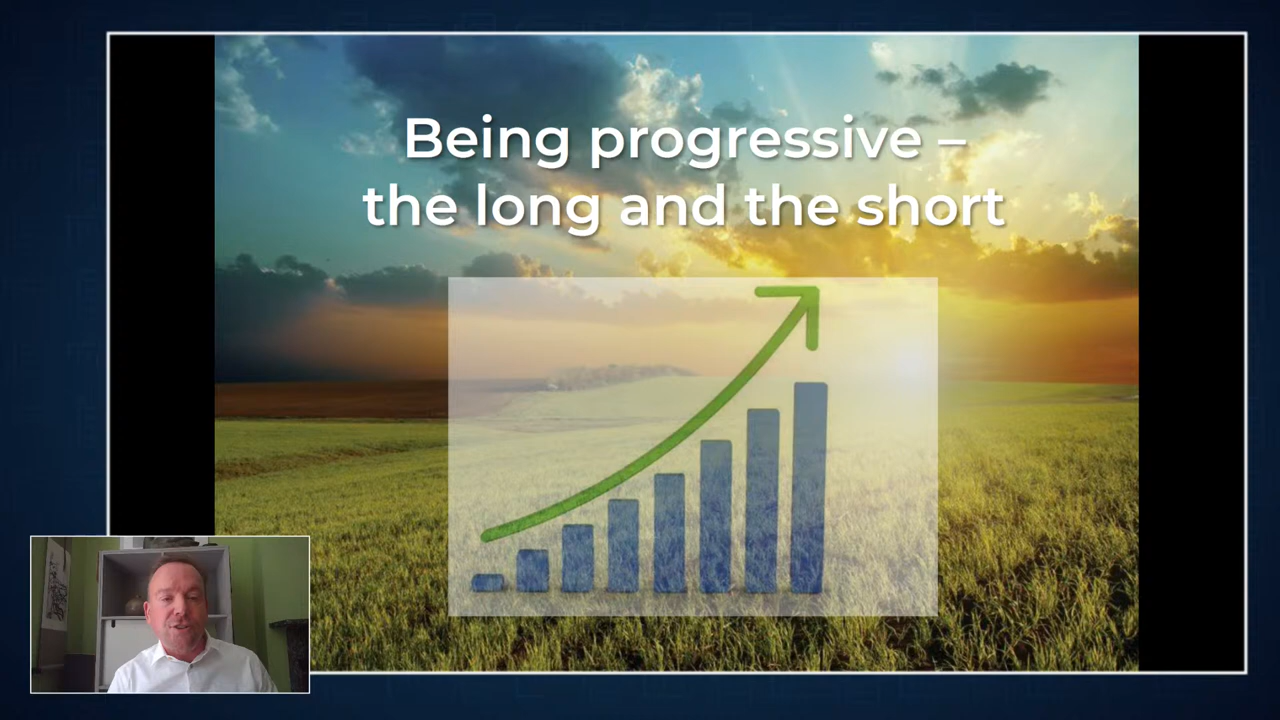 Being progressive –
the long and the short